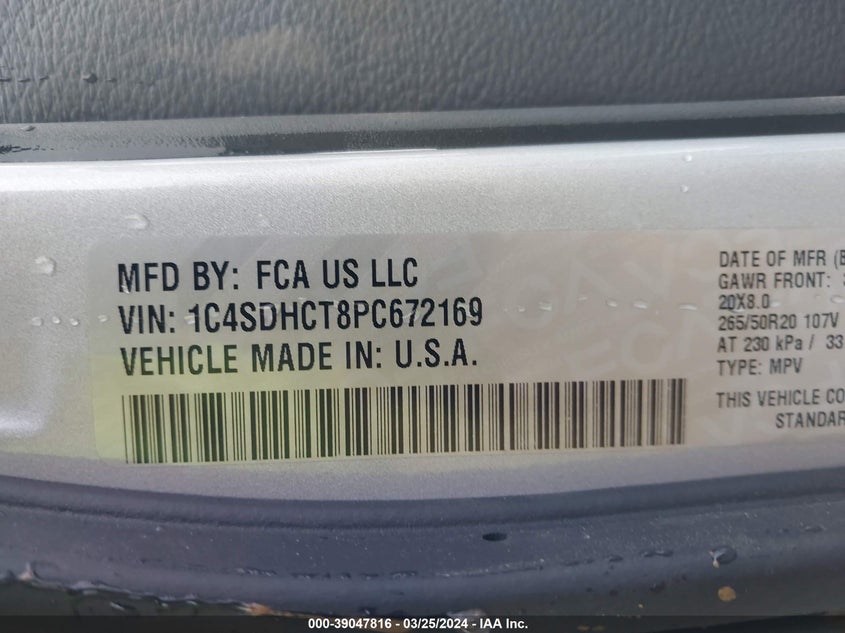 MFD BY: FCA US LLC
VIN: 1C4SDHCT8PC672169
VEHICLE MADE IN: U.S.A.
DATE OF MFR
GAWR FRONT:
20X8.0
265/50R20 107V
AT 230 kPa / 33
TYPE: MPV
THIS VEHICLE
000-39047816 - 03/25/2024 - IAA Inc.